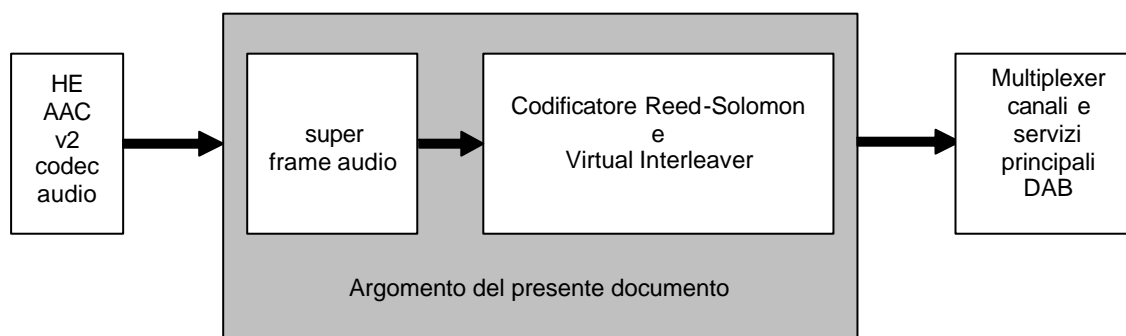 HE
AAC
v2
codec
audio
super
frame audio
Codificatore Reed-Solomon
e
Virtual Interleaver
Multiplexer
canali e
servizi
principali
DAB
Argomento del presente documento